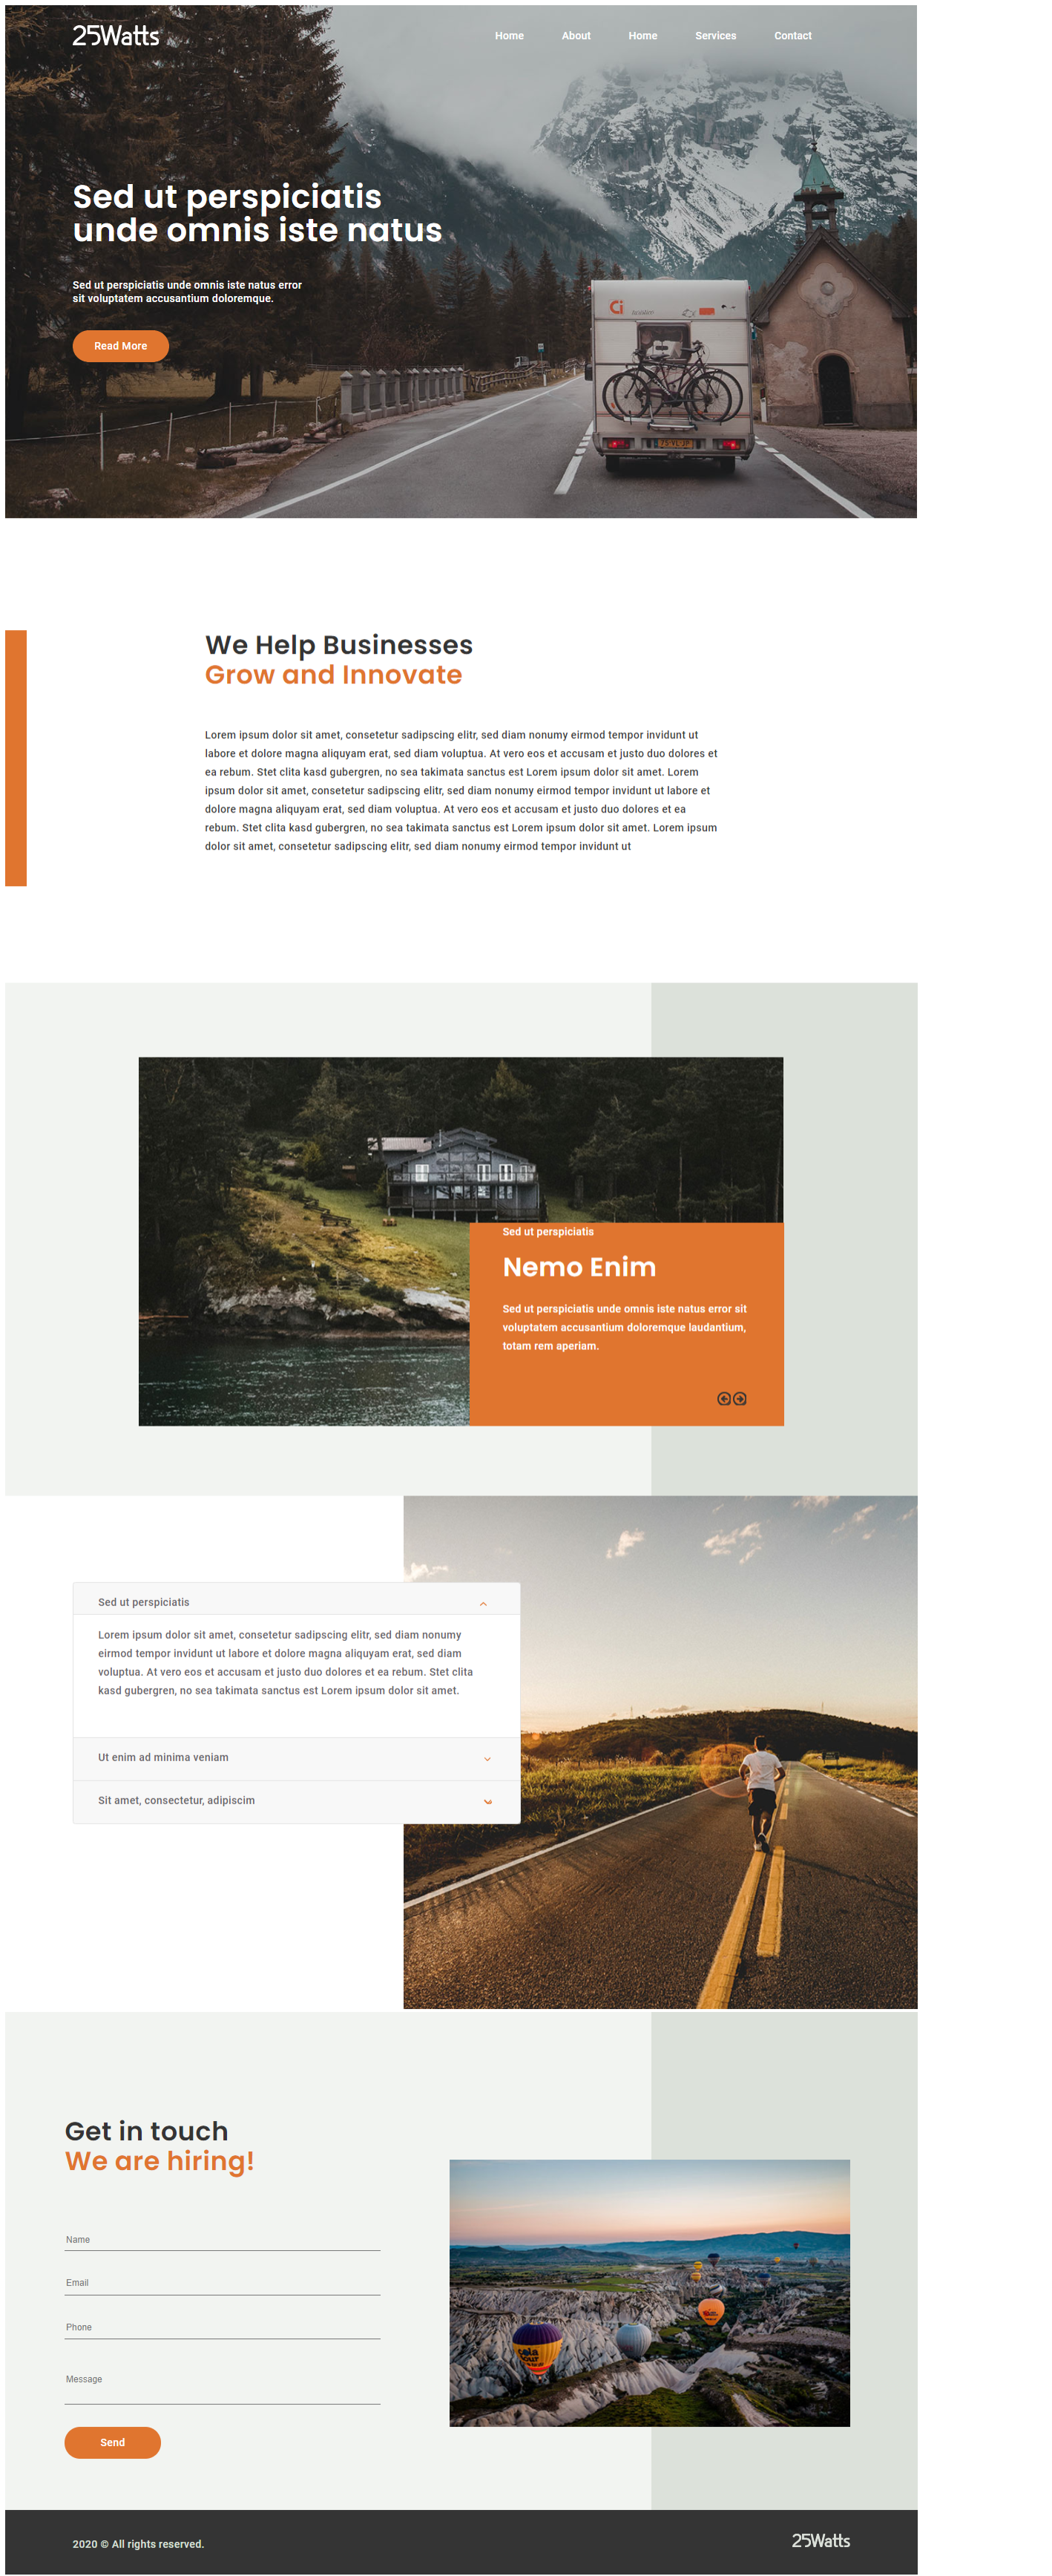 25Watts
Home About Home Services Contact
Sed ut perspiciatis
unde omnis iste natus
Sed ut perspiciatis unde omnis iste natus error
sit voluptatem accusantium doloremque.
Read More
Ci
We Help Businesses
Grow and Innovate
Lorem ipsum dolor sit amet, consetetur sadipscing elitr, sed diam nonumy eirmod tempor invidunt ut
labore et dolore magna aliquyam erat, sed diam voluptua. At vero eos et accusam et justo duo dolores et
ea rebum. Stet clita kasd gubergren, no sea takimata sanctus est Lorem ipsum dolor sit amet. Lorem
ipsum dolor sit amet, consetetur sadipscing elitr, sed diam nonumy eirmod tempor invidunt ut labore et
dolore magna aliquyam erat, sed diam voluptua. At vero eos et accusam et justo duo dolores et ea
rebum. Stet clita kasd gubergren, no sea takimata sanctus est Lorem ipsum dolor sit amet. Lorem ipsum
dolor sit amet, consetetur sadipscing elitr, sed diam nonumy eirmod tempor invidunt ut
Sed ut perspiciatis
Nemo Enim
Sed ut perspiciatis unde omnis iste natus error sit
voluptatem accusantium doloremque laudantium,
totam rem aperiam.
Sed ut perspiciatis
Lorem ipsum dolor sit amet, consetetur sadipscing elitr, sed diam nonumy
eirmod tempor invidunt ut labore et dolore magna aliquyam erat, sed diam
voluptua. At vero eos et accusam et justo duo dolores et ea rebum. Stet clita
kasd gubergren, no sea takimata sanctus est Lorem ipsum dolor sit amet.
Ut enim ad minima veniam
Sit amet, consectetur, adipiscim
Get in touch
We are hiring!
Name
Email
Phone
Message
Send
2020 © All rights reserved.
25Watts